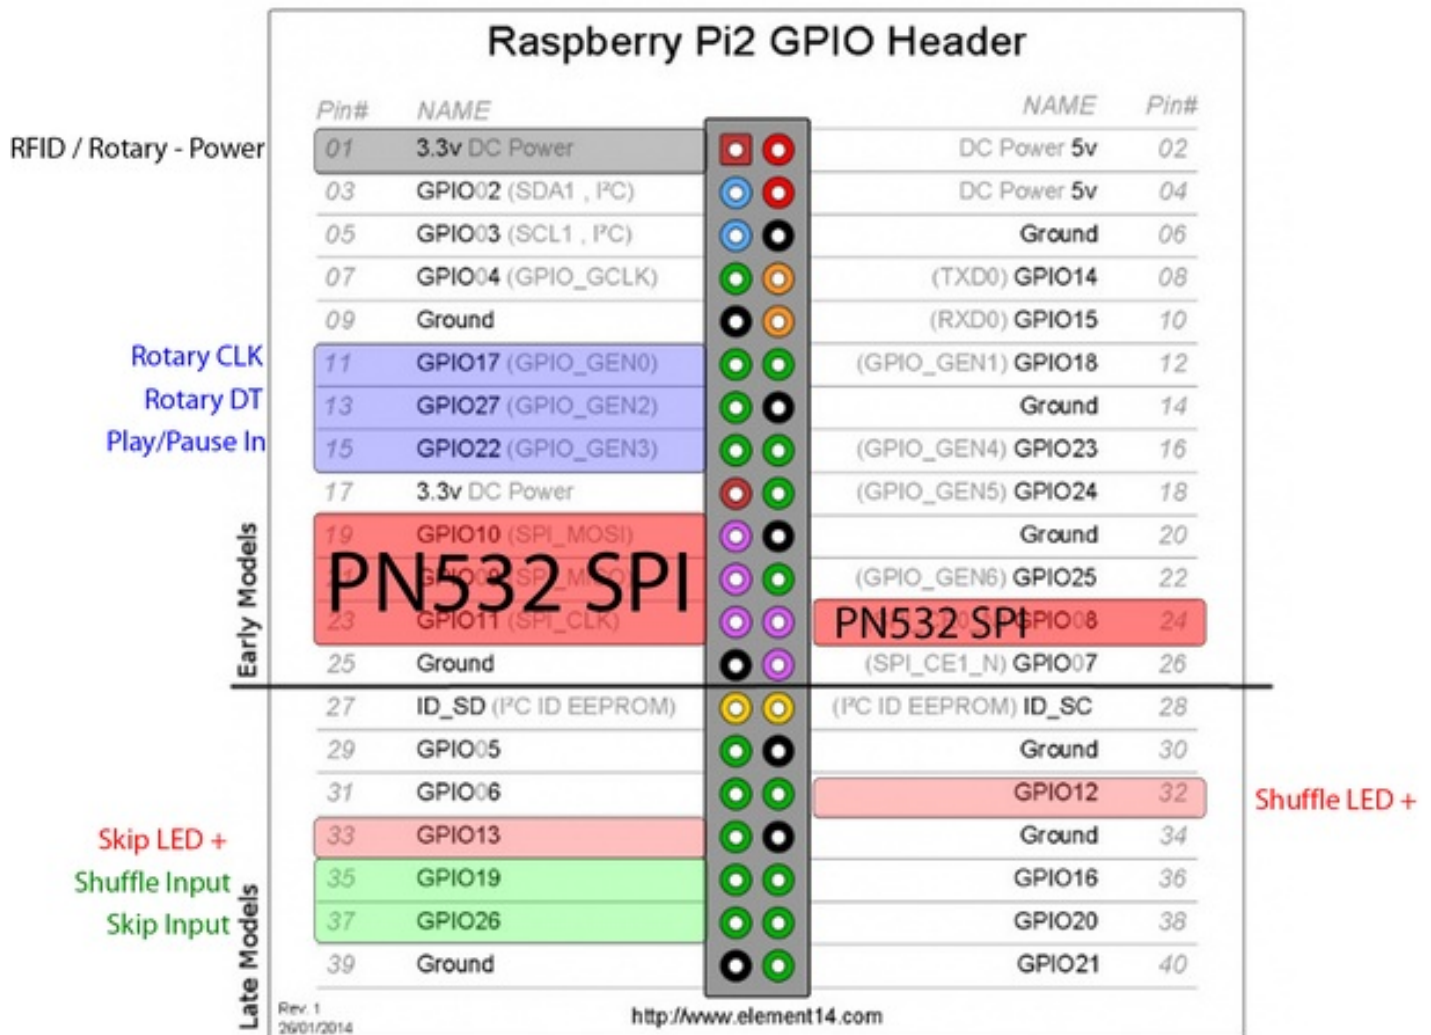 Raspberry Pi2 GPIO Header
Pin# NAME NAME Pin#
RFID / Rotary - Power 01 3.3v DC Power DC Power 5v 02
03 GPIO02 (SDA1 , I²C) DC Power 5v 04
05 GPIO03 (SCL1 , I²C) Ground 06
07 GPIO04 (GPIO_GCLK) (TXD0) GPIO14 08
09 Ground (RXD0) GPIO15 10
Rotary CLK 11 GPIO17 (GPIO_GEN0) (GPIO_GEN1) GPIO18 12
Rotary DT 13 GPIO27 (GPIO_GEN2) Ground 14
Play/Pause In 15 GPIO22 (GPIO_GEN3) (GPIO_GEN4) GPIO23 16
17 3.3v DC Power (GPIO_GEN5) GPIO24 18
19 GPIO10 (SPI_MOSI) Ground 20
PN532 SPI
(GPIO_GEN6) GPIO25 22
23 GPIO11 (SPI_CLK) PN532 SPI GPIO08 24
25 Ground (SPI_CE1_N) GPIO07 26
Early Models
27 ID_SD (I²C ID EEPROM) (I²C ID EEPROM) ID_SC 28
29 GPIO05 Ground 30
31 GPIO06 GPIO12 32 Shuffle LED +
Skip LED + 33 GPIO13 Ground 34
Shuffle Input 35 GPIO19 GPIO16 36
Skip Input 37 GPIO26 GPIO20 38
39 Ground GPIO21 40
Late Models
Rev. 1
26/01/2014
http://www.element14.com